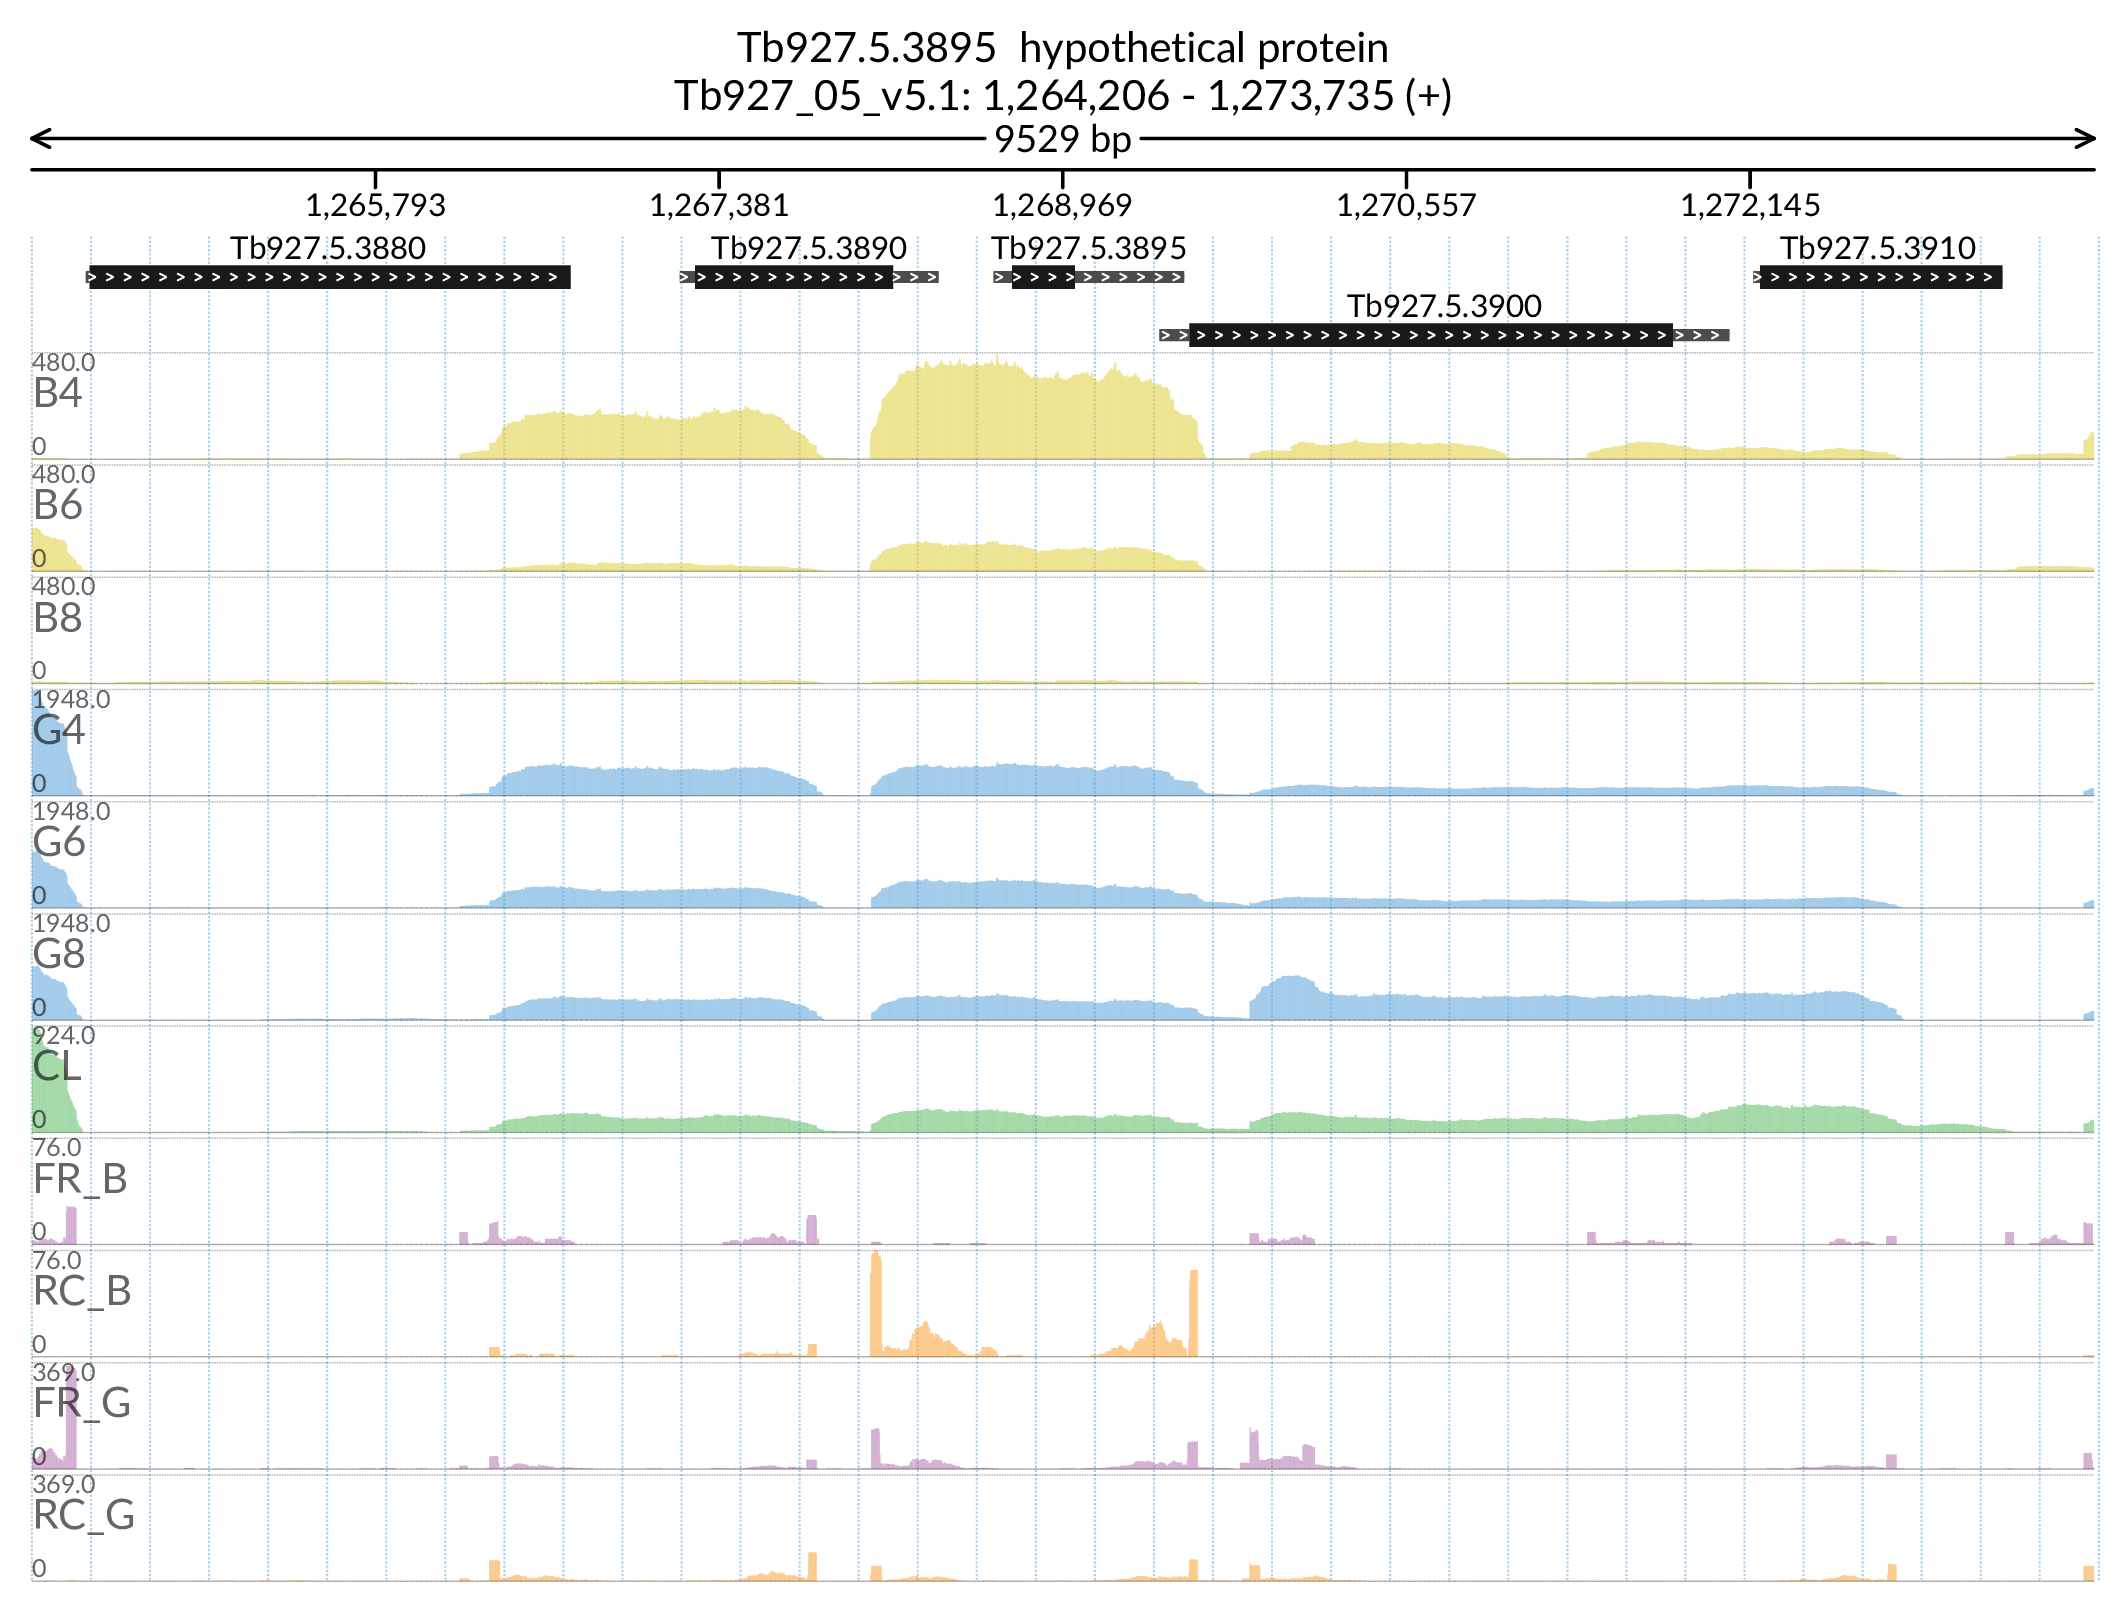 Tb927.5.3895 hypothetical protein
Tb927_05_v5.1: 1,264,206 - 1,273,735 (+)
9529 bp
1,265,793 1,267,381 1,268,969 1,270,557 1,272,145
Tb927.5.3880 Tb927.5.3890 Tb927.5.3895 Tb927.5.3910
Tb927.5.3900
480.0
B4
0
480.0
B6
0
480.0
B8
0
1948.0
G4
0
1948.0
G6
0
1948.0
G8
0
924.0
CL
0
76.0
FR_B
0
76.0
RC_B
0
369.0
FR_G
0
369.0
RC_G
0